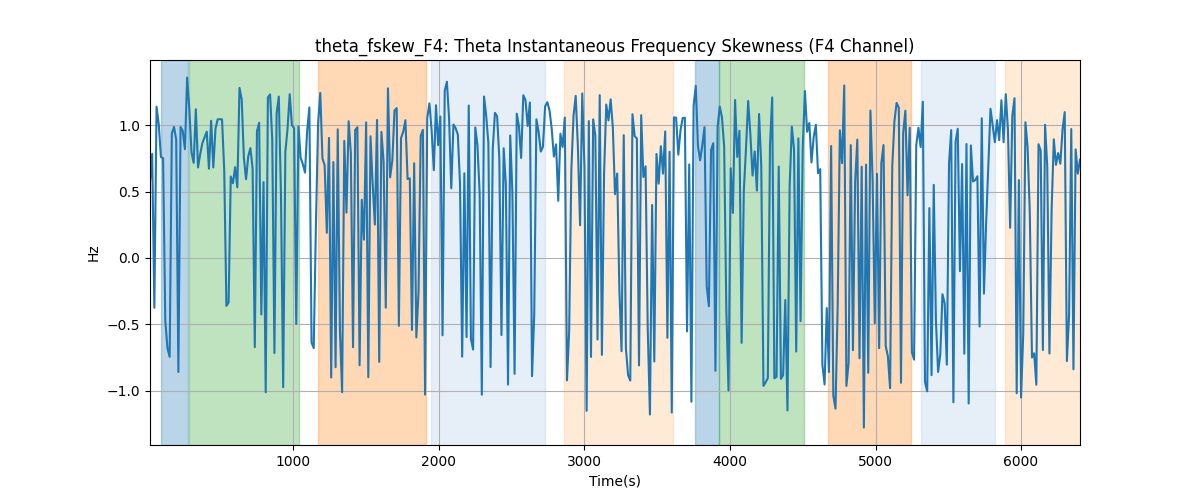 theta_fskew_F4: Theta Instantaneous Frequency Skewness (F4 Channel)
1.0
0.5
0.0
−0.5
−1.0
Hz
1000 2000 3000 4000 5000 6000
Time(s)